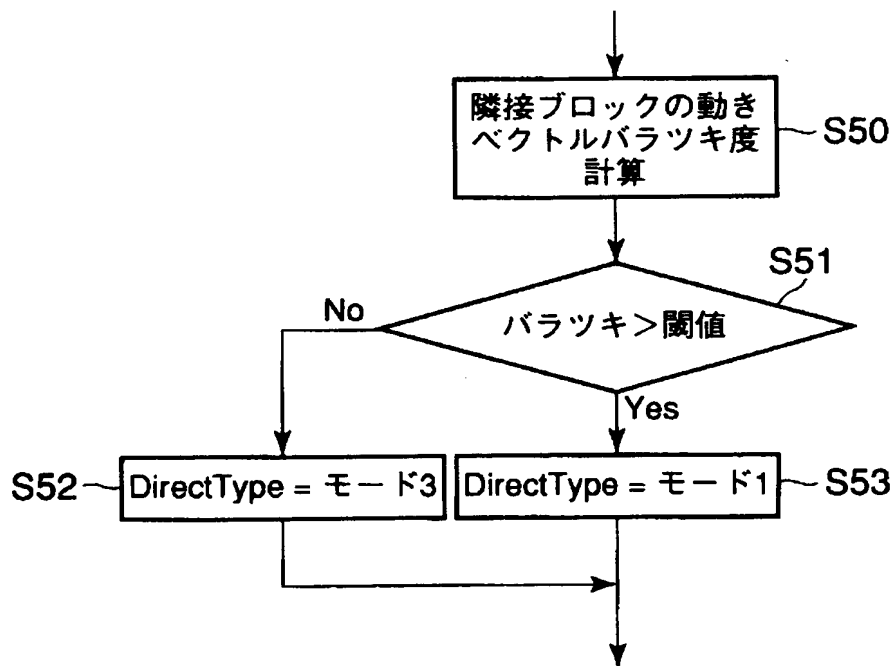 隣接ブロックの動き
ベクトルバラツキ度
計算
S50
S51
バラツキ＞閾値
No
Yes
S52
DirectType = モード3
DirectType = モード1
S53